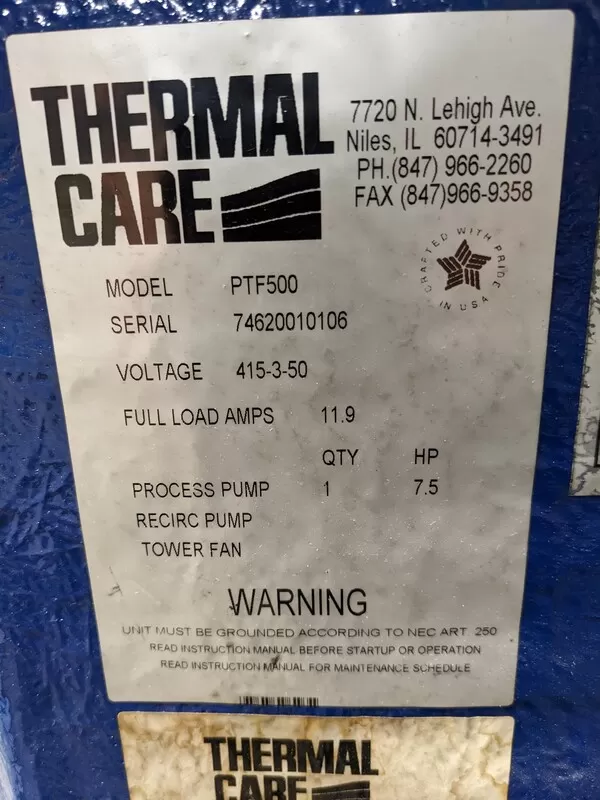 THERMAL
CARE
7720 N. Lehigh Ave.
Niles, IL 60714-3491
PH.(847) 966-2260
FAX (847)966-9358
CRAFTED WITH PRIDE
IN USA
MODEL PTF500
SERIAL 74620010106
VOLTAGE 415-3-50
FULL LOAD AMPS 11.9
QTY HP
PROCESS PUMP 1 7.5
RECIRC PUMP
TOWER FAN
WARNING
UNIT MUST BE GROUNDED ACCORDING TO NEC ART 250
READ INSTRUCTION MANUAL BEFORE STARTUP OR OPERATION
READ INSTRUCTION MANUAL FOR MAINTENANCE SCHEDULE
THERMAL
CARE